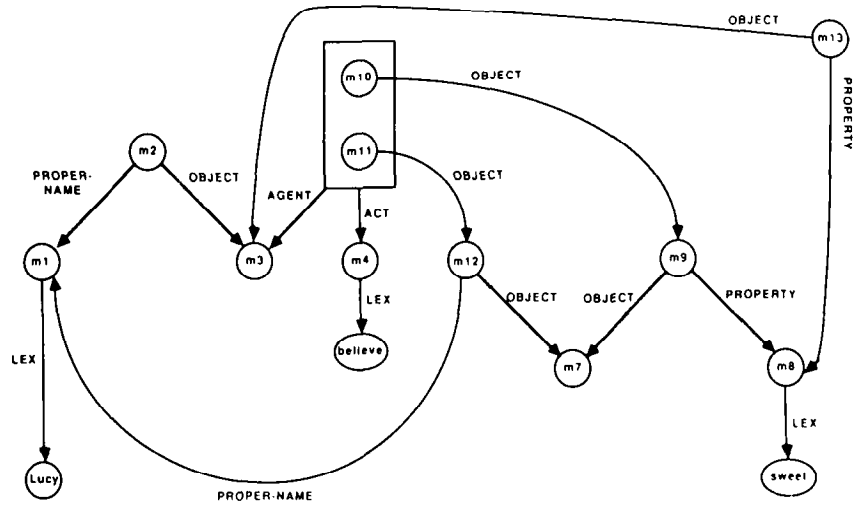 OBJECT
m13
m10
OBJECT
PROPERTY
m2
m11
OBJECT
PROPER-
NAME
OBJECT
AGENT
ACT
m1
m3
m4
m12
m9
LEX
OBJECT
OBJECT
PROPERTY
LEX
believe
m7
m8
LEX
Lucy
sweet
PROPER-NAME